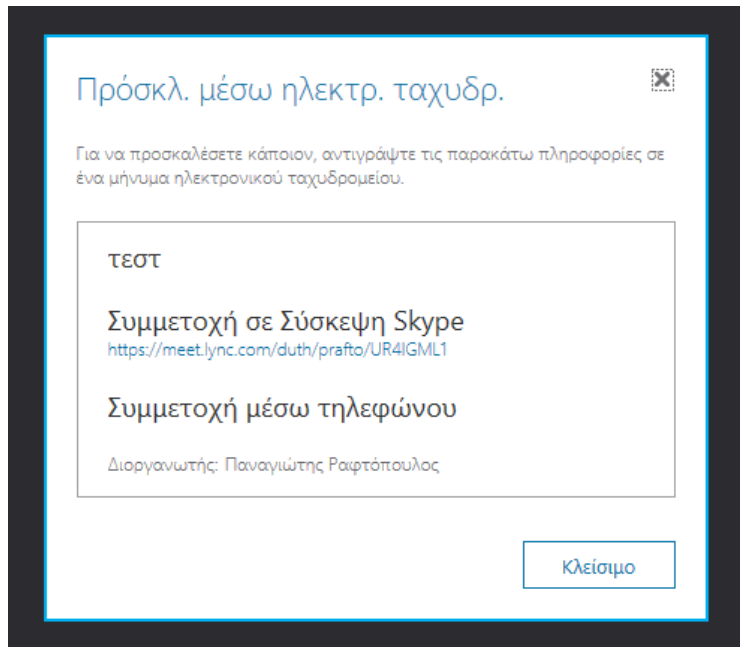 Πρόσκλ. μέσω ηλεκτρ. ταχυδρ.
Για να προσκαλέσετε κάποιον, αντιγράψτε τις παρακάτω πληροφορίες σε
ένα μήνυμα ηλεκτρονικού ταχυδρομείου.
τεστ
Συμμετοχή σε Σύσκεψη Skype
https://meet.lync.com/duth/prafto/UR4IGML1
Συμμετοχή μέσω τηλεφώνου
Διοργανωτής: Παναγιώτης Ραφτόπουλος
Κλείσιμο